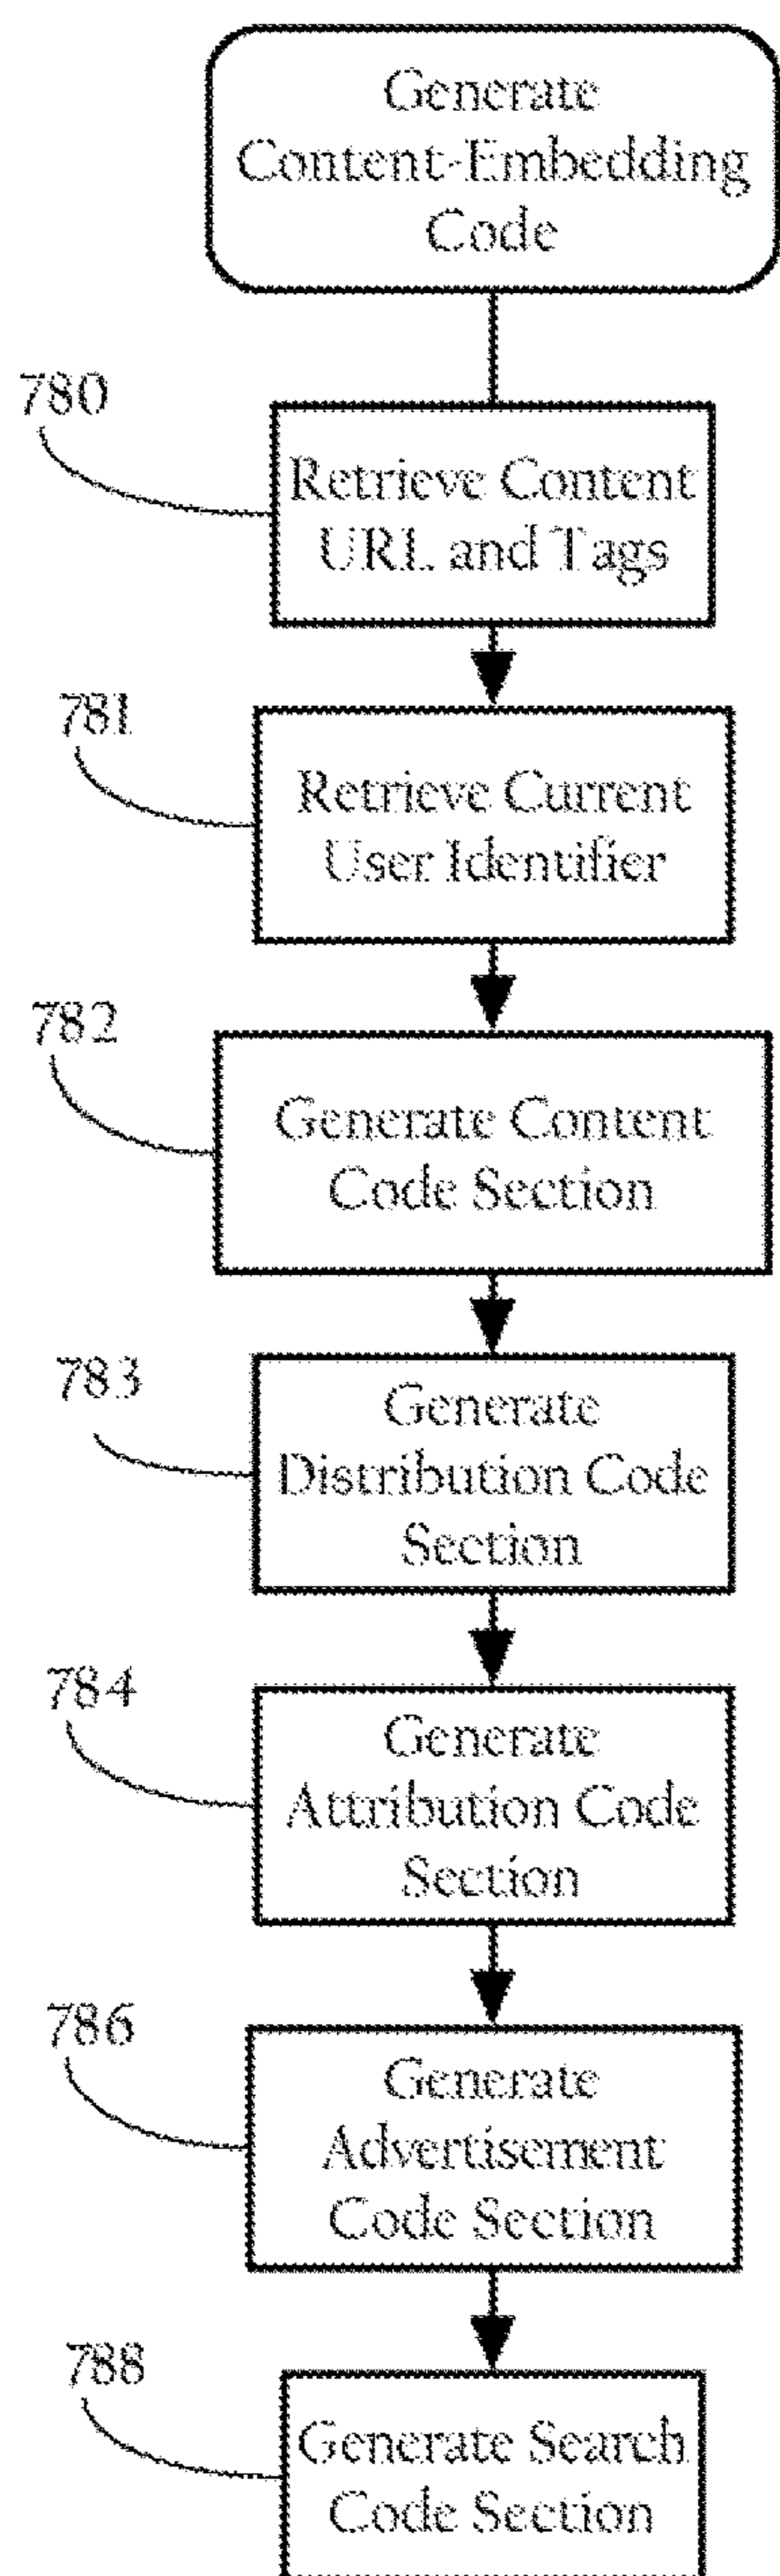 Generate
Content-Embedding
Code
780
Retrieve Content
URL and Tags
781
Retrieve Current
User Identifier
782
Generate Content
Code Section
783
Generate
Distribution Code
Section
784
Generate
Attribution Code
Section
786
Generate
Advertisement
Code Section
788
Generate Search
Code Section